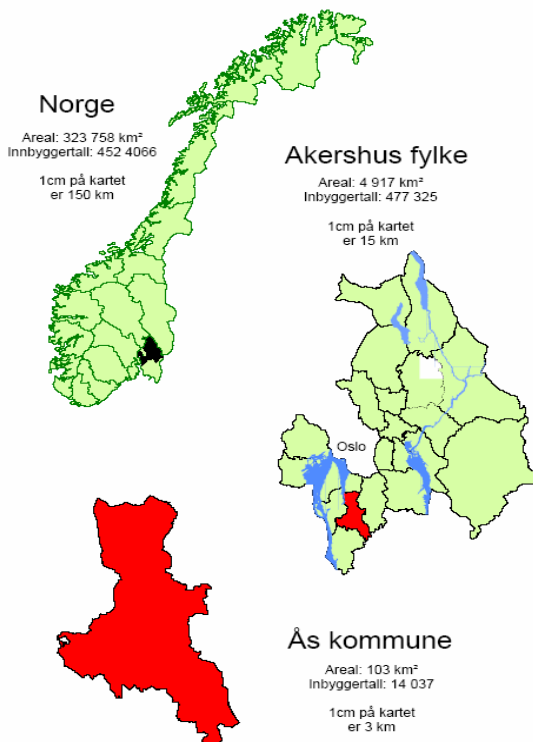 Norge
Areal: 323 758 km²
Innbyggertall: 452 4066
1cm på kartet
er 150 km
Akershus fylke
Areal: 4 917 km²
Inbyggertall: 477 325
1cm på kartet
er 15 km
Oslo
Ås kommune
Areal: 103 km²
Inbyggertall: 14 037
1cm på kartet
er 3 km